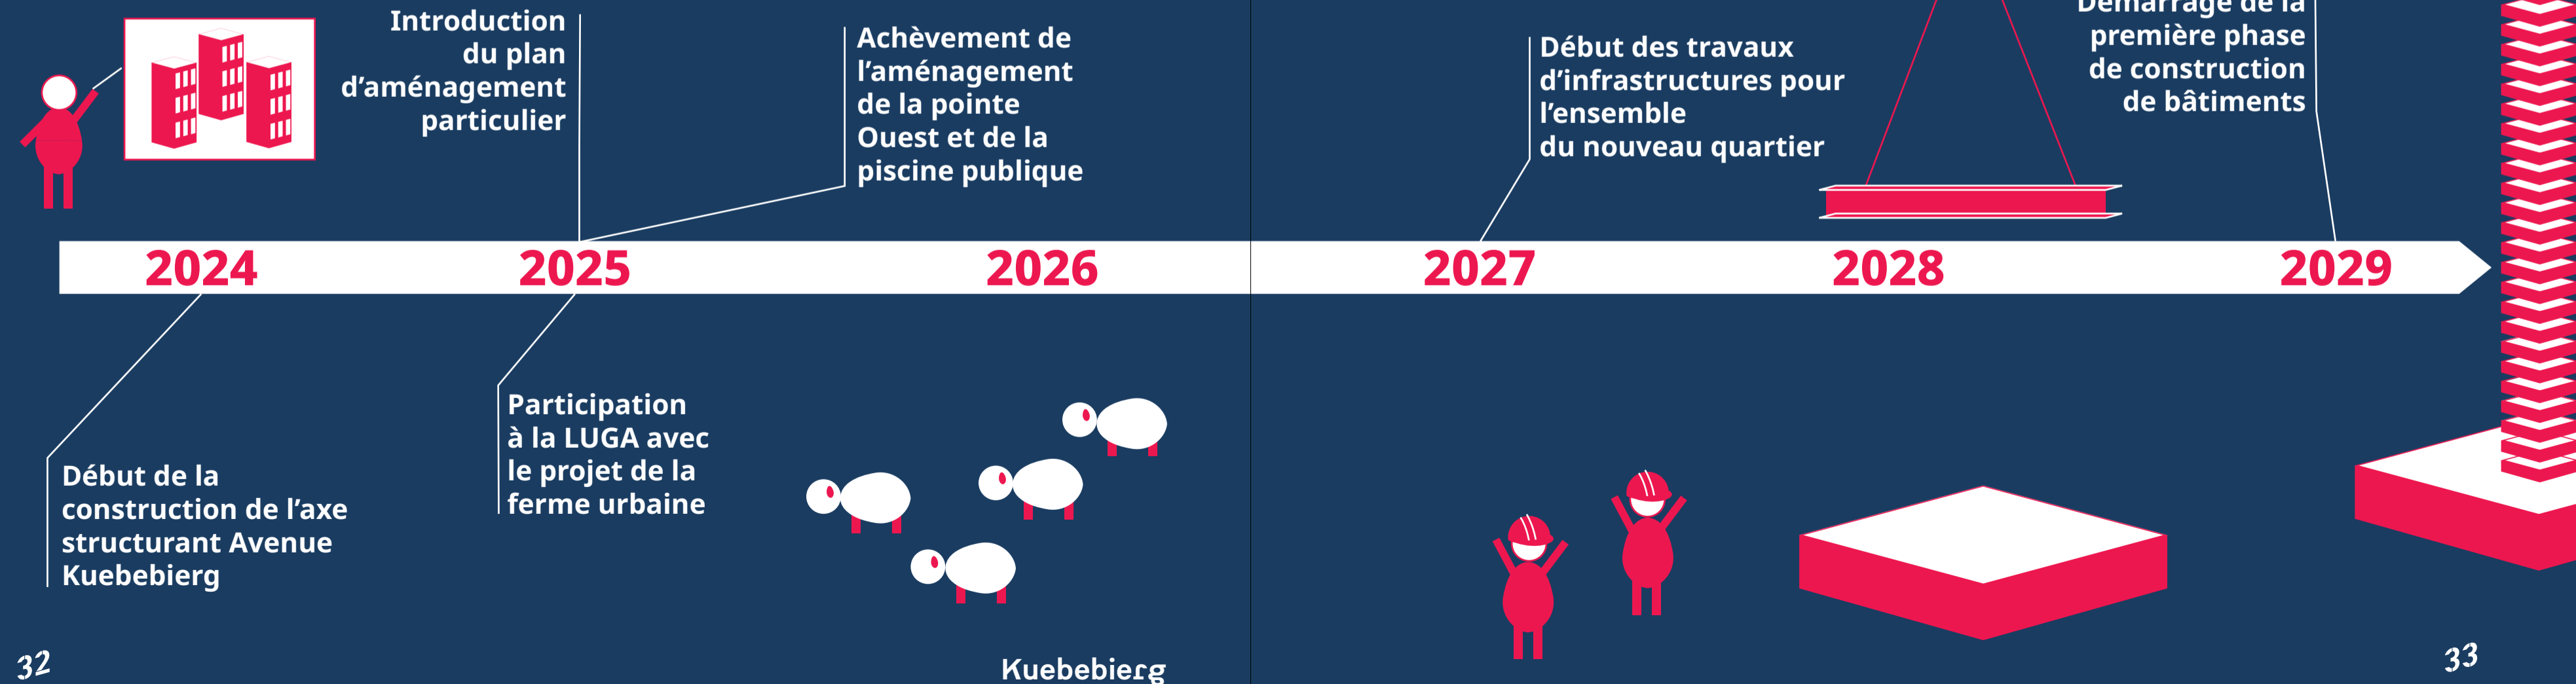 Introduction
du plan
d’aménagement
particulier
Achèvement de
l’aménagement
de la pointe
Ouest et de la
piscine publique
Début des travaux
d’infrastructures pour
l’ensemble
du nouveau quartier
Démarrage de la
première phase
de construction
de bâtiments
2024
2025
2026
2027
2028
2029
Début de la
construction de l’axe
structurant Avenue
Kuebebierg
Participation
à la LUGA avec
le projet de la
ferme urbaine
32
Kuebebierg
33